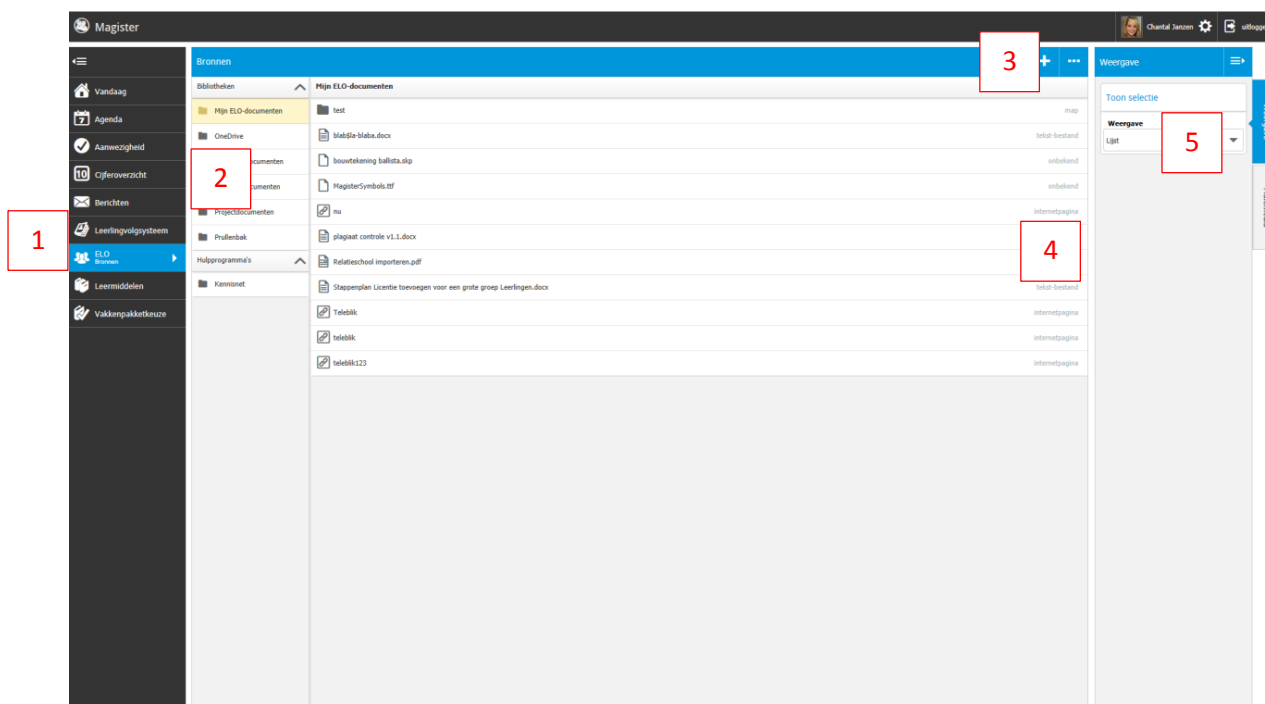 Magister
Chantal Janzen
Bronnen
3
Weergave
Vandaag
Agenda
Aanwezigheid
10 Cijferoverzicht
Berichten
Leerlingvolgsysteem
1
ELO
Bronnen
Leermiddelen
Vakkenpakketkeuze
Bibliotheken
Mijn ELO-documenten
OneDrive
2
Projectdocumenten
Prullenbak
Hulpprogramma's
Kennisnet
Mijn ELO-documenten
test map
blab$la-blaba.docx tekst-bestand
bouwtekening ballista.skp onbekend
MagisterSymbols.ttf onbekend
nu internetpagina
plagiaat controle v1.1.docx
4
Relatieschool importeren.pdf
Stappenplan Licentie toevoegen voor een grote groep Leerlingen.docx tekst-bestand
Teleblik internetpagina
teleblik internetpagina
teleblik123 internetpagina
Toon selectie
Weergave
Lijst
5